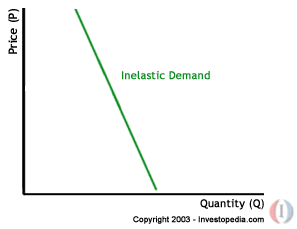 Price (P)
Inelastic Demand
Quantity (Q)
Copyright 2003 - Investopedia.com